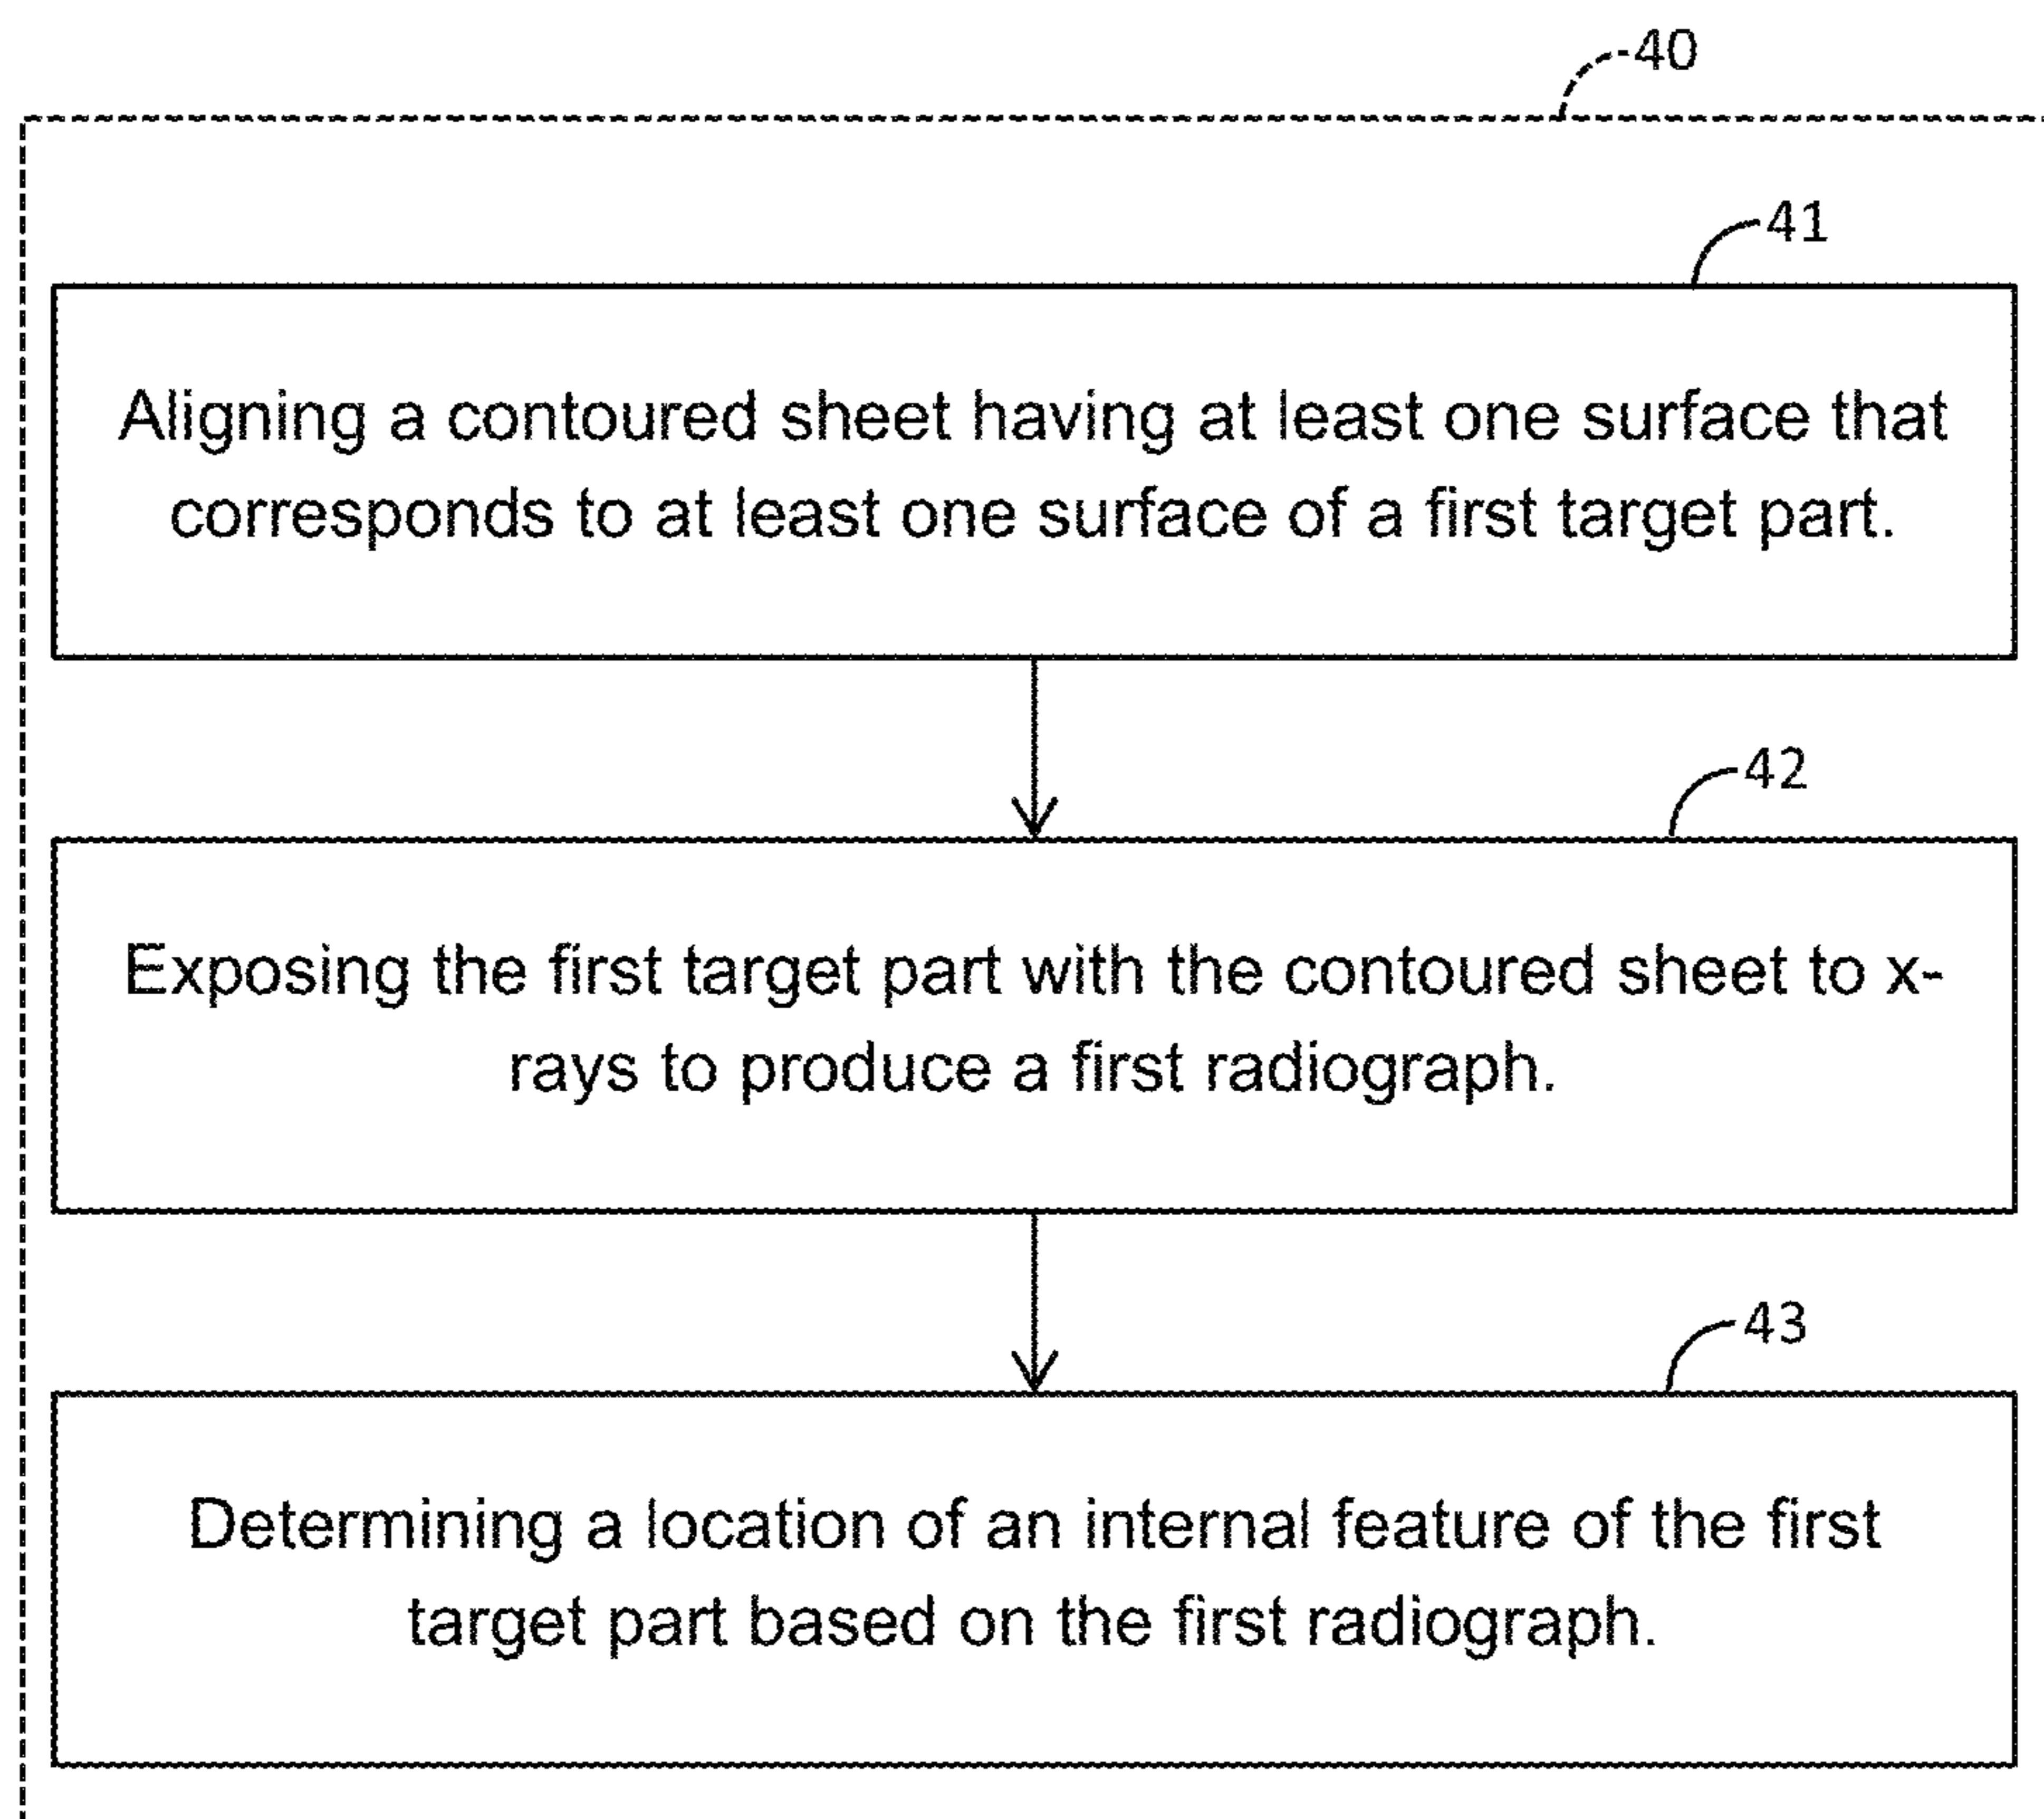 40
41
Aligning a contoured sheet having at least one surface that
corresponds to at least one surface of a first target part.
42
Exposing the first target part with the contoured sheet to x-
rays to produce a first radiograph.
43
Determining a location of an internal feature of the first
target part based on the first radiograph.